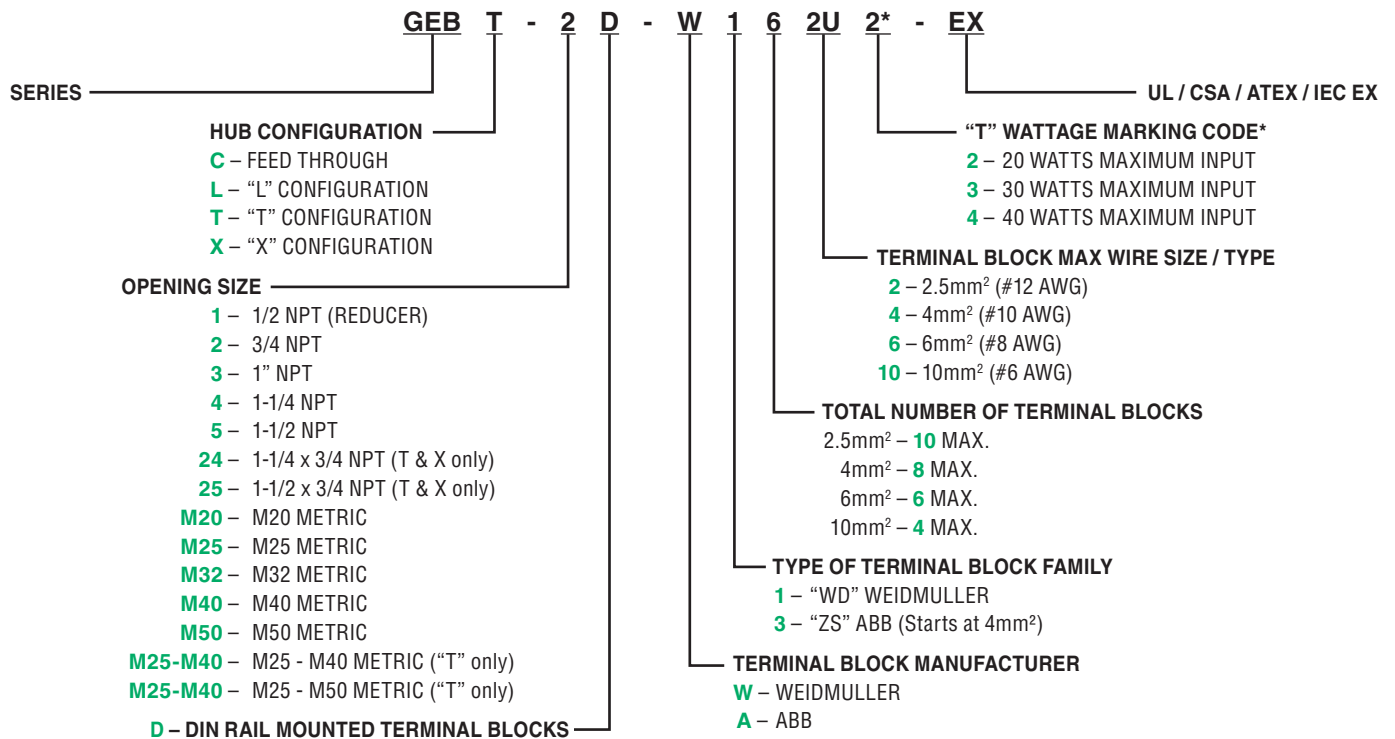 GEB T - 2 D - W 1 6 2U 2* - EX
SERIES
UL / CSA / ATEX / IEC EX
HUB CONFIGURATION
C – FEED THROUGH
L – “L” CONFIGURATION
T – “T” CONFIGURATION
X – “X” CONFIGURATION
OPENING SIZE
1 – 1/2 NPT (REDUCER)
2 – 3/4 NPT
3 – 1” NPT
4 – 1-1/4 NPT
5 – 1-1/2 NPT
24 – 1-1/4 x 3/4 NPT (T & X only)
25 – 1-1/2 x 3/4 NPT (T & X only)
M20 – M20 METRIC
M25 – M25 METRIC
M32 – M32 METRIC
M40 – M40 METRIC
M50 – M50 METRIC
M25-M40 – M25 - M40 METRIC (“T” only)
M25-M40 – M25 - M50 METRIC (“T” only)
D – DIN RAIL MOUNTED TERMINAL BLOCKS
“T” WATTAGE MARKING CODE*
2 – 20 WATTS MAXIMUM INPUT
3 – 30 WATTS MAXIMUM INPUT
4 – 40 WATTS MAXIMUM INPUT
TERMINAL BLOCK MAX WIRE SIZE / TYPE
2 – 2.5mm² (#12 AWG)
4 – 4mm² (#10 AWG)
6 – 6mm² (#8 AWG)
10 – 10mm² (#6 AWG)
TOTAL NUMBER OF TERMINAL BLOCKS
2.5mm² – 10 MAX.
4mm² – 8 MAX.
6mm² – 6 MAX.
10mm² – 4 MAX.
TYPE OF TERMINAL BLOCK FAMILY
1 – “WD” WEIDMULLER
3 – “ZS” ABB (Starts at 4mm²)
TERMINAL BLOCK MANUFACTURER
W – WEIDMULLER
A – ABB